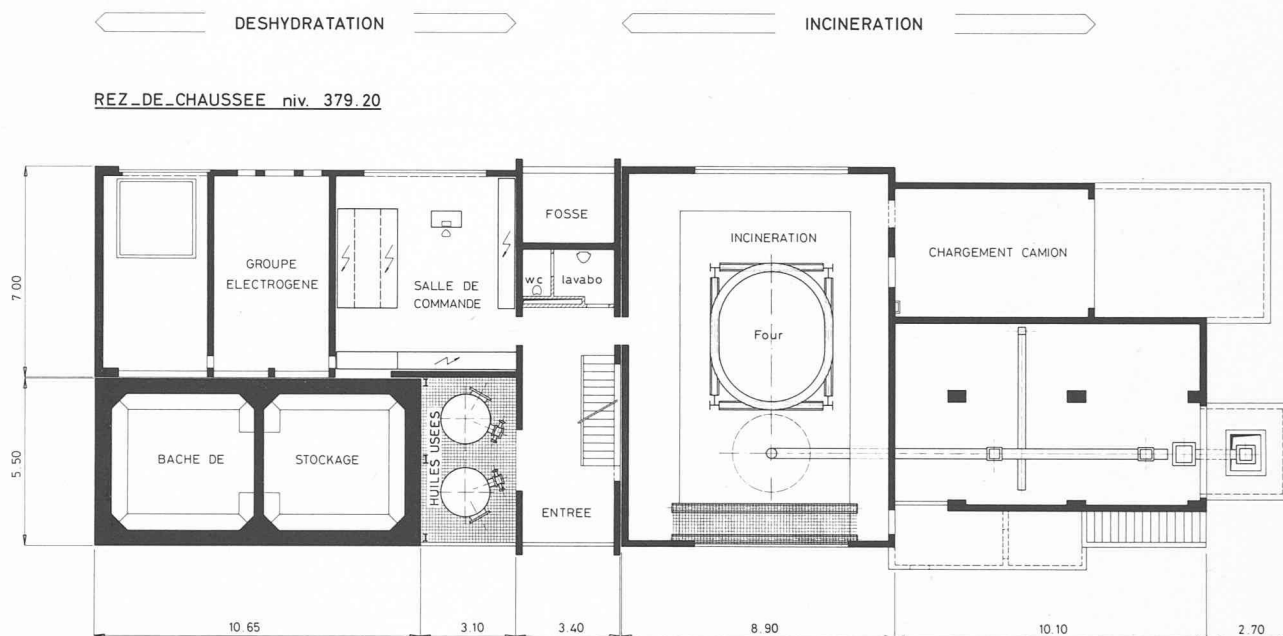 DESHYDRATATION
INCINERATION
REZ_DE_CHAUSSEE niv. 379.20
FOSSE
INCINERATION
CHARGEMENT CAMION
GROUPE
ELECTROGENE
SALLE DE
COMMANDE
wc
lavabo
Four
7 00
5 50
BACHE DE
STOCKAGE
HUILES USEES
ENTREE
10.65
3.10
3.40
8.90
10.10
2.70